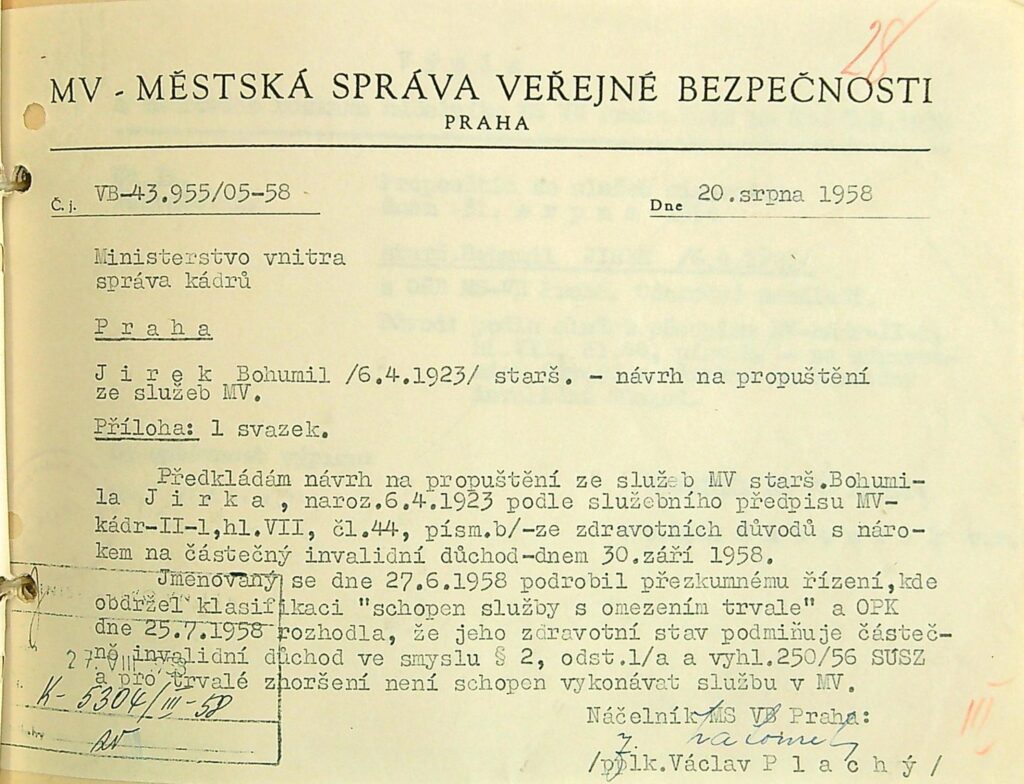 28
MV - MĚSTSKÁ SPRÁVA VEŘEJNÉ BEZPEČNOSTI
PRAHA
Č.j. VB-43.955/05-58 Dne 20.srpna 1958
Ministerstvo vnitra
správa kádrů
P r a h a
J i r e k Bohumil /6.4.1923/ starš. - návrh na propuštění
ze služeb MV.
Příloha: 1 svazek.
Předkládám návrh na propuštění ze služeb MV starš.Bohumi-
la J i r k a , naroz.6.4.1923 podle služebního předpisu MV-
kádr-II-1,hl.VII, čl.44, písm.b/-ze zdravotních důvodů s náro-
kem na částečný invalidní důchod-dnem 30.září 1958.
Jmenovaný se dne 27.6.1958 podrobil přezkumnému řízení,kde
obdržel klasifikaci "schopen služby s omezením trvale" a OPK
dne 25.7.1958 rozhodla, že jeho zdravotní stav podmiňuje částeč-
ně invalidní důchod ve smyslu § 2, odst.1/a a vyhl.250/56 SUSZ
a pro trvalé zhoršení není schopen vykonávat službu v MV.
27.VIII
K-5304/III-58
Náčelník MS VB Praha:
/pplk.Václav P l a c h ý /
III